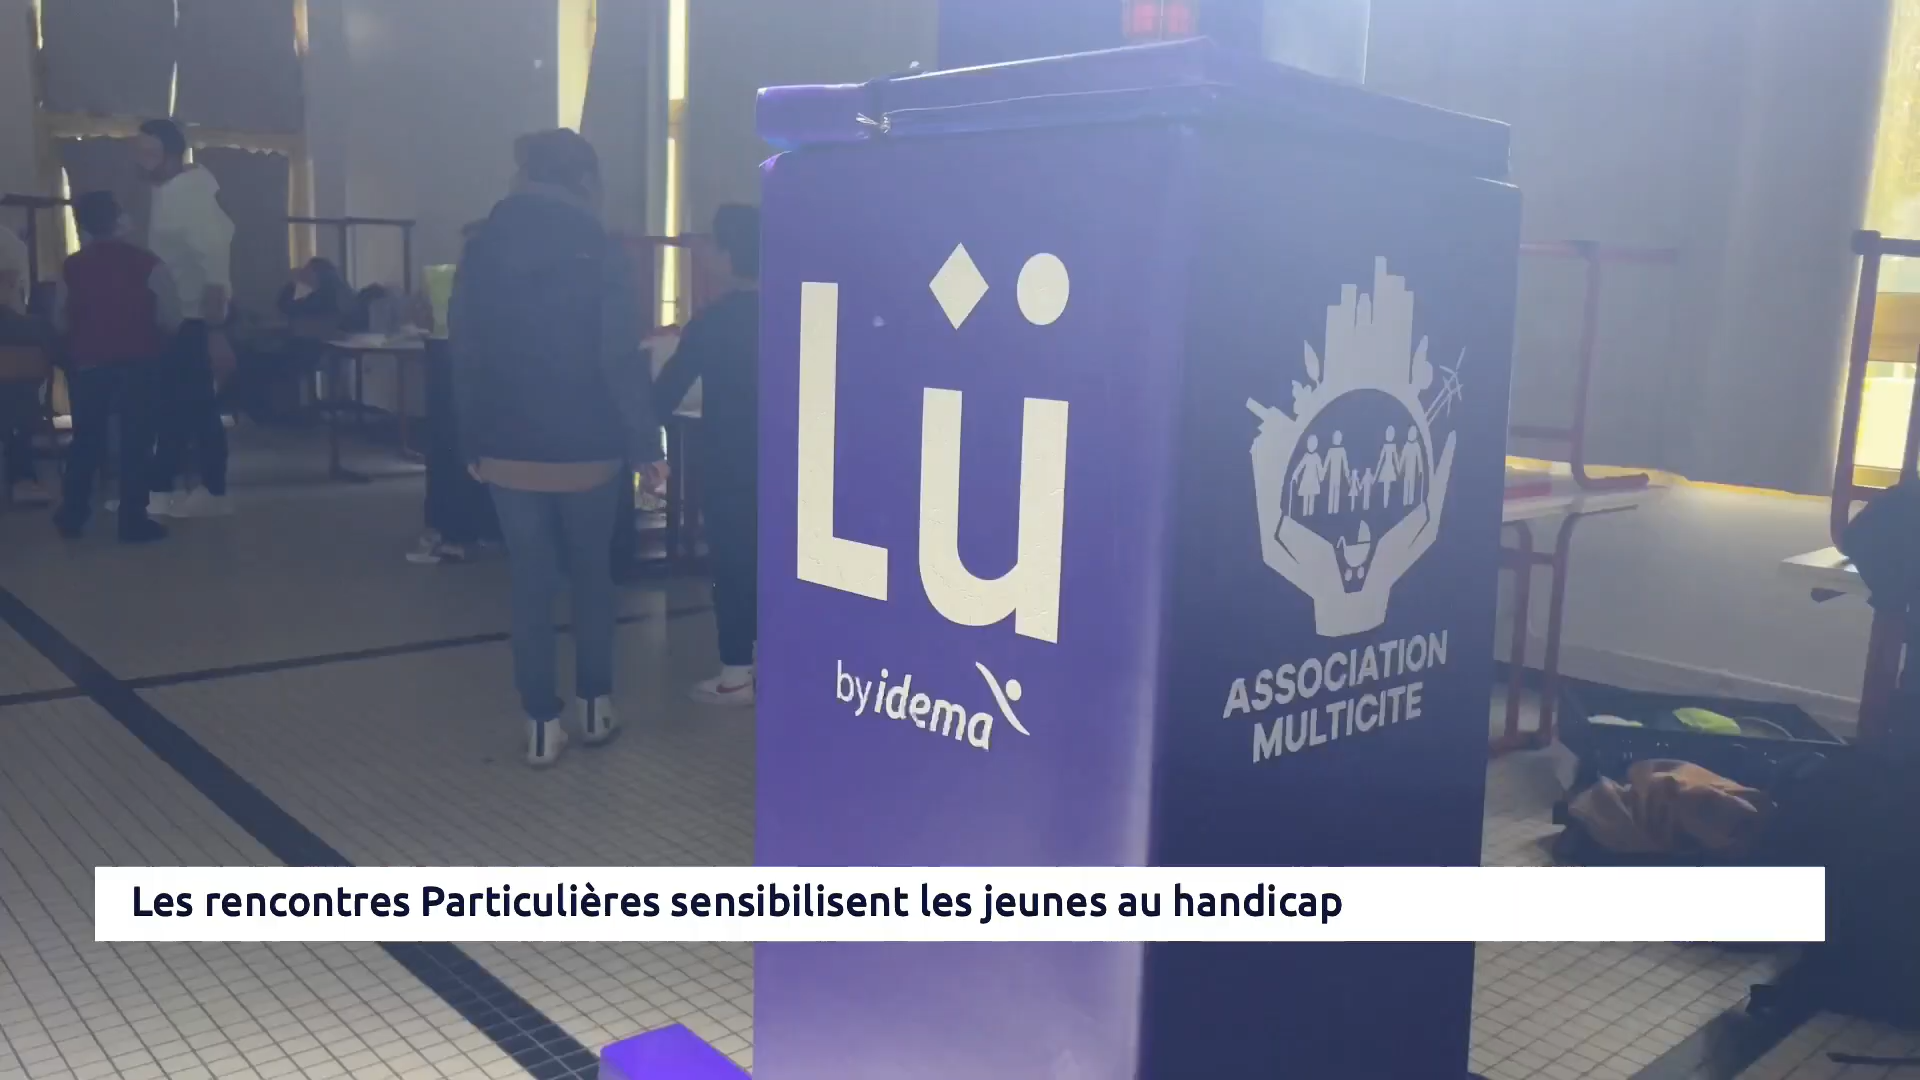 Lü
by idema
ASSOCIATION
MULTICITE
Les rencontres Particulières sensibilisent les jeunes au handicap